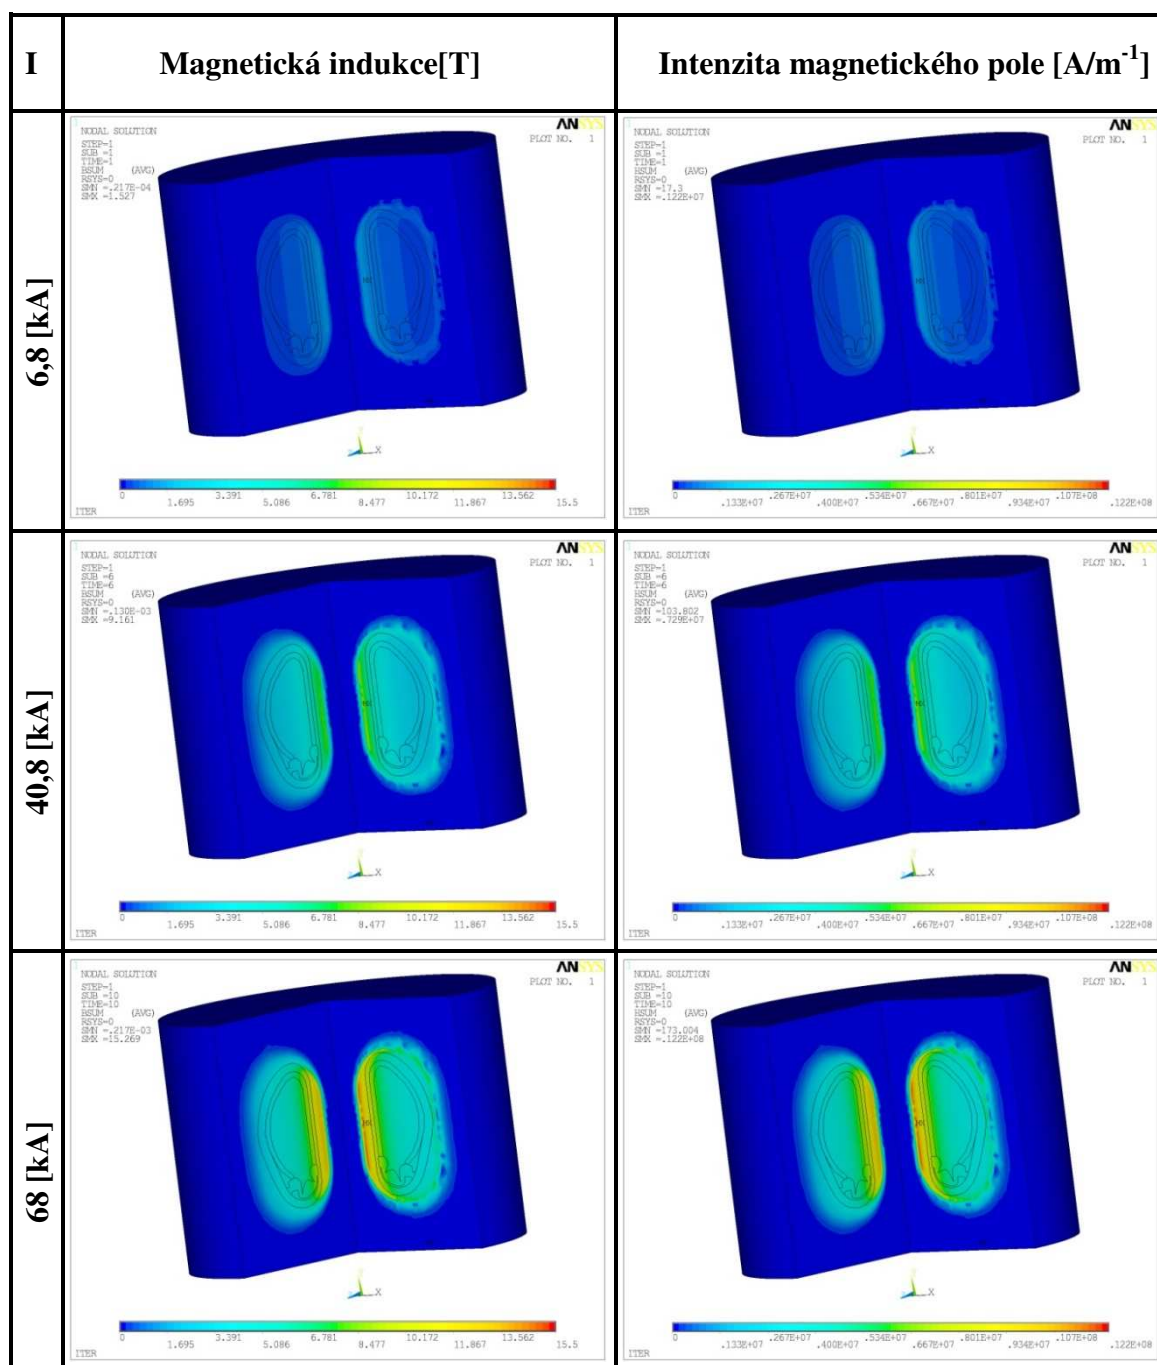 I Magnetická indukce[T] Intenzita magnetického pole [A/m⁻¹]
6,8 [kA]
1
NODAL SOLUTION
STEP=1
SUB =1
TIME=1
BSUM (AVG)
RSYS=0
SMN =.217E-04
SMX =1.527
ANSYS
PLOT NO. 1
X
0 1.695 3.391 5.086 6.781 8.477 10.172 11.867 13.562 15.5
ITER
1
NODAL SOLUTION
STEP=1
SUB =1
TIME=1
HSUM (AVG)
RSYS=0
SMN =17.3
SMX =.122E+07
ANSYS
PLOT NO. 1
X
0 .133E+07 .267E+07 .400E+07 .534E+07 .667E+07 .801E+07 .934E+07 .107E+08 .122E+08
ITER
40,8 [kA]
1
NODAL SOLUTION
STEP=1
SUB =6
TIME=6
BSUM (AVG)
RSYS=0
SMN =.130E-03
SMX =9.161
ANSYS
PLOT NO. 1
X
0 1.695 3.391 5.086 6.781 8.477 10.172 11.867 13.562 15.5
ITER
1
NODAL SOLUTION
STEP=1
SUB =6
TIME=6
HSUM (AVG)
RSYS=0
SMN =103.802
SMX =.729E+07
ANSYS
PLOT NO. 1
X
0 .133E+07 .267E+07 .400E+07 .534E+07 .667E+07 .801E+07 .934E+07 .107E+08 .122E+08
ITER
68 [kA]
1
NODAL SOLUTION
STEP=1
SUB =10
TIME=10
BSUM (AVG)
RSYS=0
SMN =.217E-03
SMX =15.269
ANSYS
PLOT NO. 1
X
0 1.695 3.391 5.086 6.781 8.477 10.172 11.867 13.562 15.5
ITER
1
NODAL SOLUTION
STEP=1
SUB =10
TIME=10
HSUM (AVG)
RSYS=0
SMN =173.004
SMX =.122E+08
ANSYS
PLOT NO. 1
X
0 .133E+07 .267E+07 .400E+07 .534E+07 .667E+07 .801E+07 .934E+07 .107E+08 .122E+08
ITER